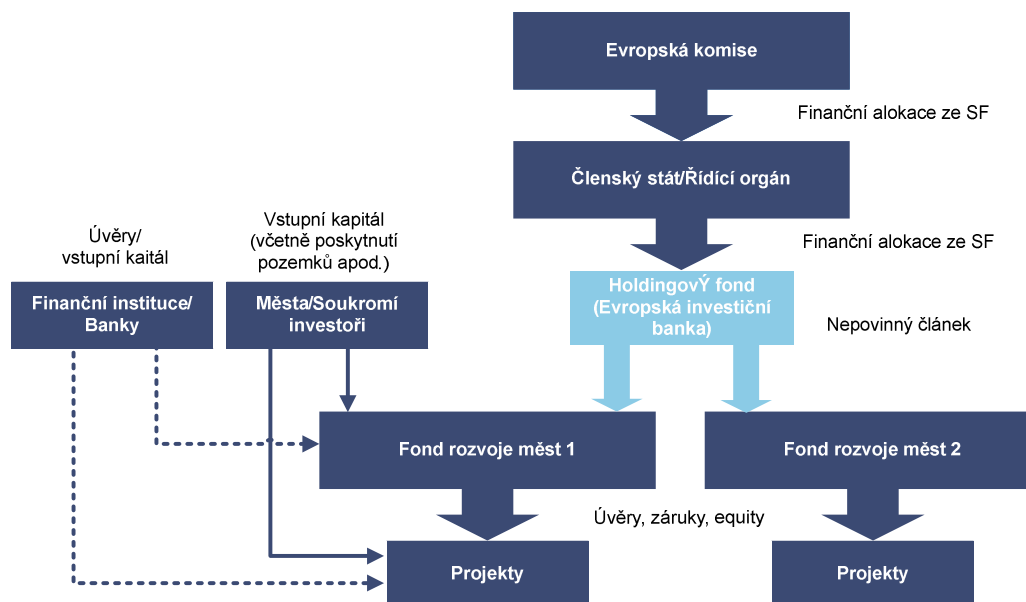 Evropská komise
Finanční alokace ze SF
Členský stát/Řídící orgán
Finanční alokace ze SF
Úvěry/
vstupní kaitál
Vstupní kapitál
(včetně poskytnutí
pozemků apod.)
Finanční instituce/
Banky
Města/Soukromí
investoři
HoldingovÝ fond
(Evropská investiční
banka)
Nepovinný článek
Fond rozvoje měst 1
Fond rozvoje měst 2
Úvěry, záruky, equity
Projekty
Projekty